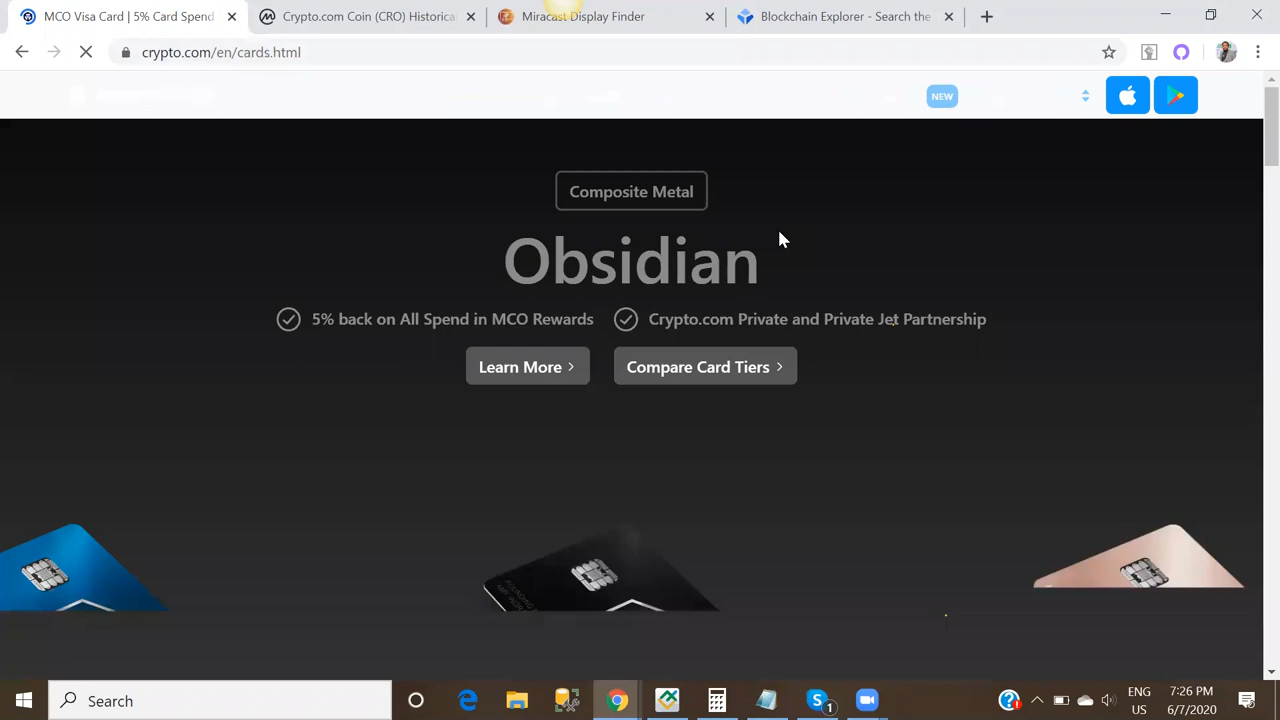 MCO Visa Card | 5% Card Spend
Crypto.com Coin (CRO) Historica
Miracast Display Finder
Blockchain Explorer - Search the
crypto.com/en/cards.html
NEW
Composite Metal
Obsidian
5% back on All Spend in MCO Rewards
Crypto.com Private and Private Jet Partnership
Learn More
Compare Card Tiers
Search
1
ENG
US
7:26 PM
6/7/2020